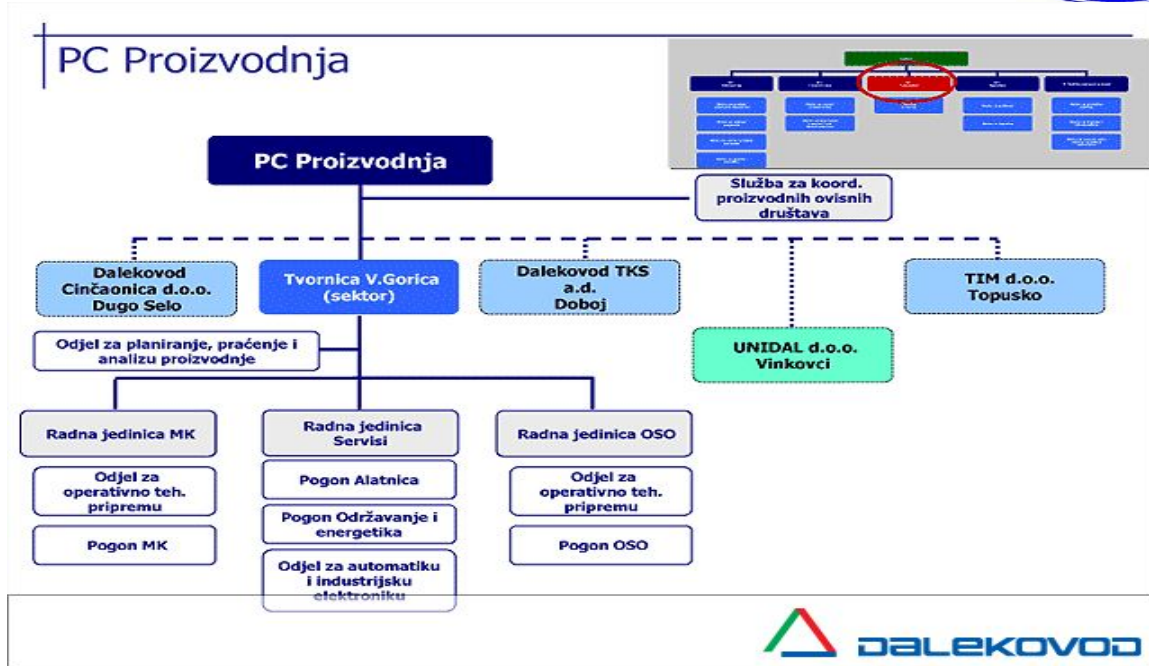 PC Proizvodnja
PC Proizvodnja
Služba za koord.
proizvodnih ovisnih
društava
Dalekovod
Cinčaonica d.o.o.
Dugo Selo
Tvornica V.Gorica
(sektor)
Dalekovod TKS
a.d.
Doboj
TIM d.o.o.
Topusko
UNIDAL d.o.o.
Vinkovci
Odjel za planiranje, praćenje i
analizu proizvodnje
Radna jedinica MK
Radna jedinica
Servisi
Radna jedinica OSO
Odjel za
operativno teh.
pripremu
Pogon Alatnica
Odjel za
operativno teh.
pripremu
Pogon MK
Pogon Održavanje i
energetika
Pogon OSO
Odjel za automatiku
i industrijsku
elektroniku
DALEKOVOD